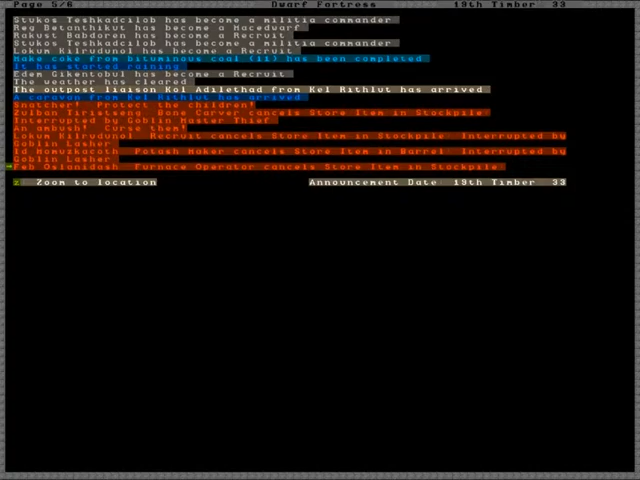 Page 5/6 Dwarf Fortress 19th Timber 33
Stukos Teshkadcilob has become a militia commander
Reg Betanthikut has become a Macedwarf
Rakust Babdoren has become a Recruit
Stukos Teshkadcilob has become a militia commander
Lokum Kilrudunol has become a Recruit
Make coke from bituminous coal (11) has been completed
It has started raining
Edem Gikentobul has become a Recruit
The weather has cleared
The outpost liaison Kol Adilethad from Kel Rithlut has arrived
A caravan from Kel Rithlut has arrived
Snatcher! Protect the children!
Zulban Tiristseng Bone Carver cancels Store Item in Stockpile
Interrupted by Goblin Master Thief
An ambush! Curse them!
Lokum Kilrudunol Recruit cancels Store Item in Stockpile Interrupted by
Goblin Lasher
Id Potash Maker cancels Store Item in Barrel Interrupted by
Goblin Lasher
Feb Osianidash Furnace Operator cancels Store Item in Stockpile
z Zoom to location Announcement Date 19th Timber 33